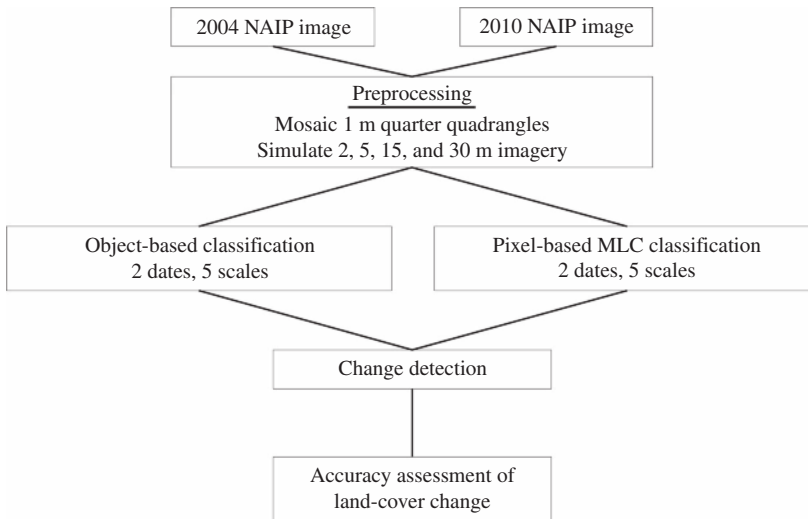 2004 NAIP image
2010 NAIP image
Preprocessing
Mosaic 1 m quarter quadrangles
Simulate 2, 5, 15, and 30 m imagery
Object-based classification
2 dates, 5 scales
Pixel-based MLC classification
2 dates, 5 scales
Change detection
Accuracy assessment of
land-cover change